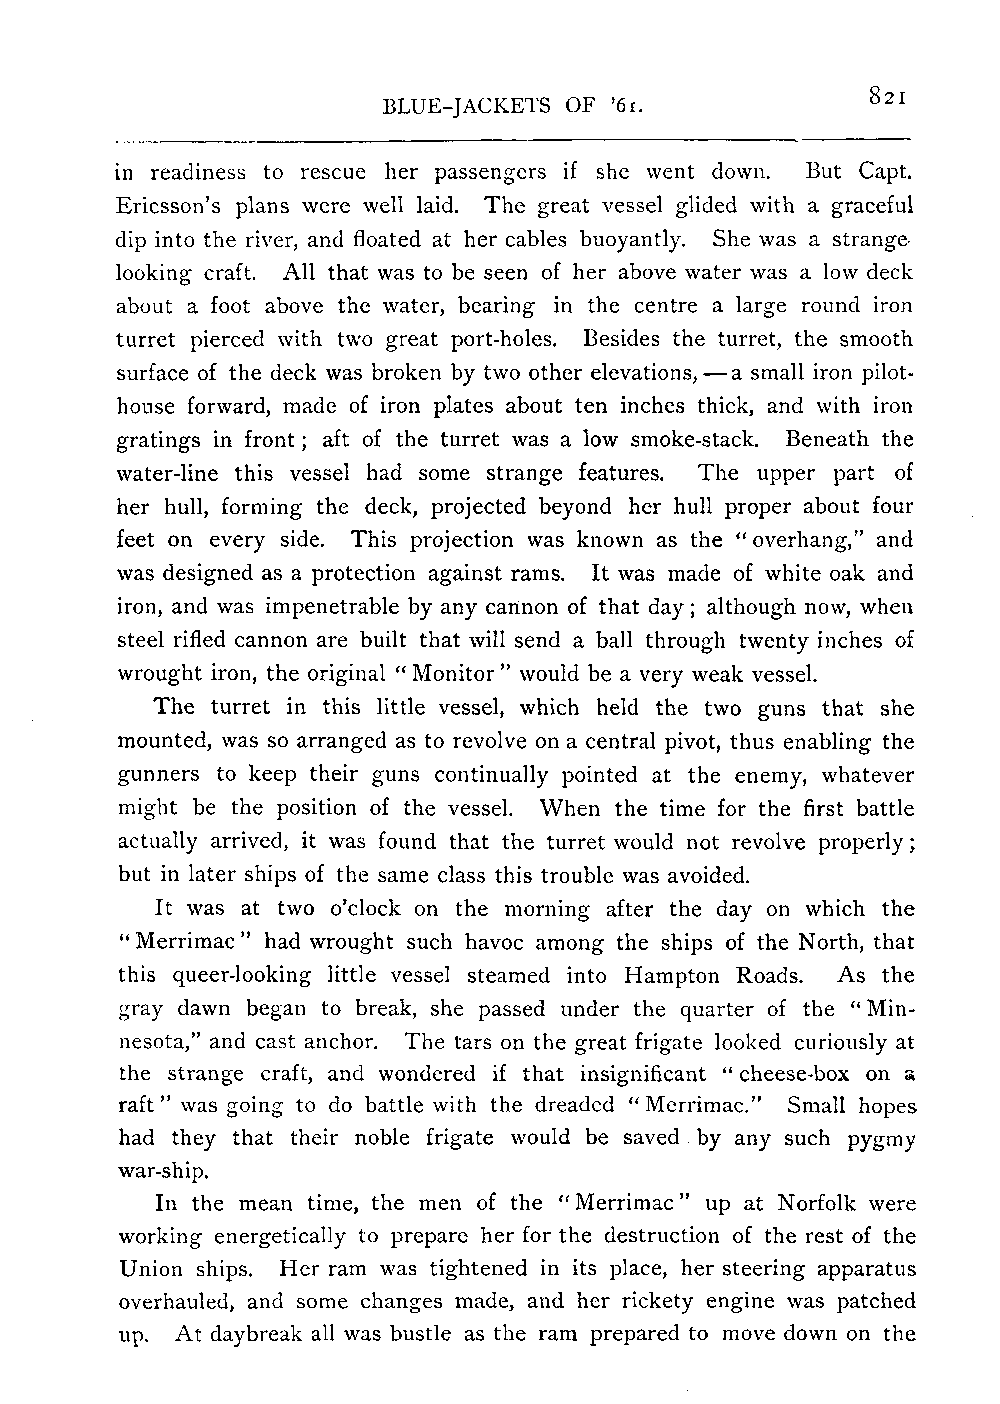 BLUE-JACKETS OF '61. 821
in readiness to rescue her passengers if she went down. But Capt.
Ericsson's plans were well laid. The great vessel glided with a graceful
dip into the river, and floated at her cables buoyantly. She was a strange-
looking craft. All that was to be seen of her above water was a low deck
about a foot above the water, bearing in the centre a large round iron
turret pierced with two great port-holes. Besides the turret, the smooth
surface of the deck was broken by two other elevations, — a small iron pilot-
house forward, made of iron plates about ten inches thick, and with iron
gratings in front; aft of the turret was a low smoke-stack. Beneath the
water-line this vessel had some strange features. The upper part of
her hull, forming the deck, projected beyond her hull proper about four
feet on every side. This projection was known as the "overhang," and
was designed as a protection against rams. It was made of white oak and
iron, and was impenetrable by any cannon of that day; although now, when
steel rifled cannon are built that will send a ball through twenty inches of
wrought iron, the original "Monitor" would be a very weak vessel.
The turret in this little vessel, which held the two guns that she
mounted, was so arranged as to revolve on a central pivot, thus enabling the
gunners to keep their guns continually pointed at the enemy, whatever
might be the position of the vessel. When the time for the first battle
actually arrived, it was found that the turret would not revolve properly;
but in later ships of the same class this trouble was avoided.
It was at two o'clock on the morning after the day on which the
"Merrimac" had wrought such havoc among the ships of the North, that
this queer-looking little vessel steamed into Hampton Roads. As the
gray dawn began to break, she passed under the quarter of the "Min-
nesota," and cast anchor. The tars on the great frigate looked curiously at
the strange craft, and wondered if that insignificant "cheese-box on a
raft" was going to do battle with the dreaded "Merrimac." Small hopes
had they that their noble frigate would be saved by any such pygmy
war-ship.
In the mean time, the men of the "Merrimac" up at Norfolk were
working energetically to prepare her for the destruction of the rest of the
Union ships. Her ram was tightened in its place, her steering apparatus
overhauled, and some changes made, and her rickety engine was patched
up. At daybreak all was bustle as the ram prepared to move down on the